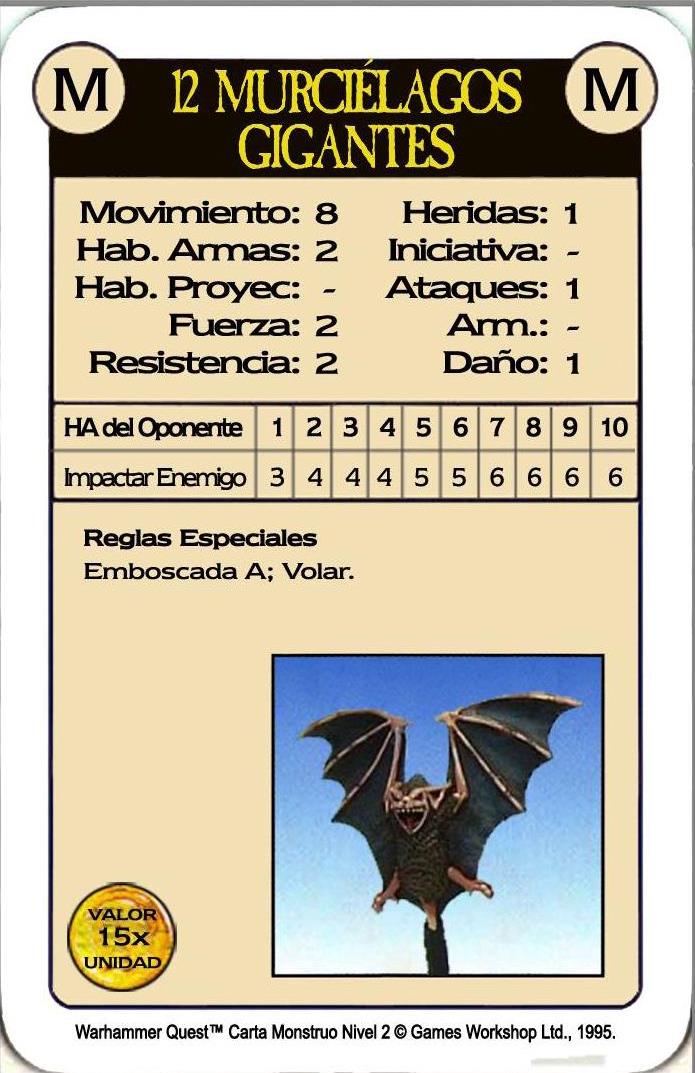 M 12 MURCIÉLAGOS M
GIGANTES
Movimiento: 8 Heridas: 1
Hab. Armas: 2 Iniciativa: -
Hab. Proyec: - Ataques: 1
Fuerza: 2 Arm.: -
Resistencia: 2 Daño: 1
HA del Oponente 1 2 3 4 5 6 7 8 9 10
Impactar Enemigo 3 4 4 4 5 5 6 6 6 6
Reglas Especiales
Emboscada A; Volar.
VALOR
15x
UNIDAD
Warhammer Quest™ Carta Monstruo Nivel 2 © Games Workshop Ltd., 1995.